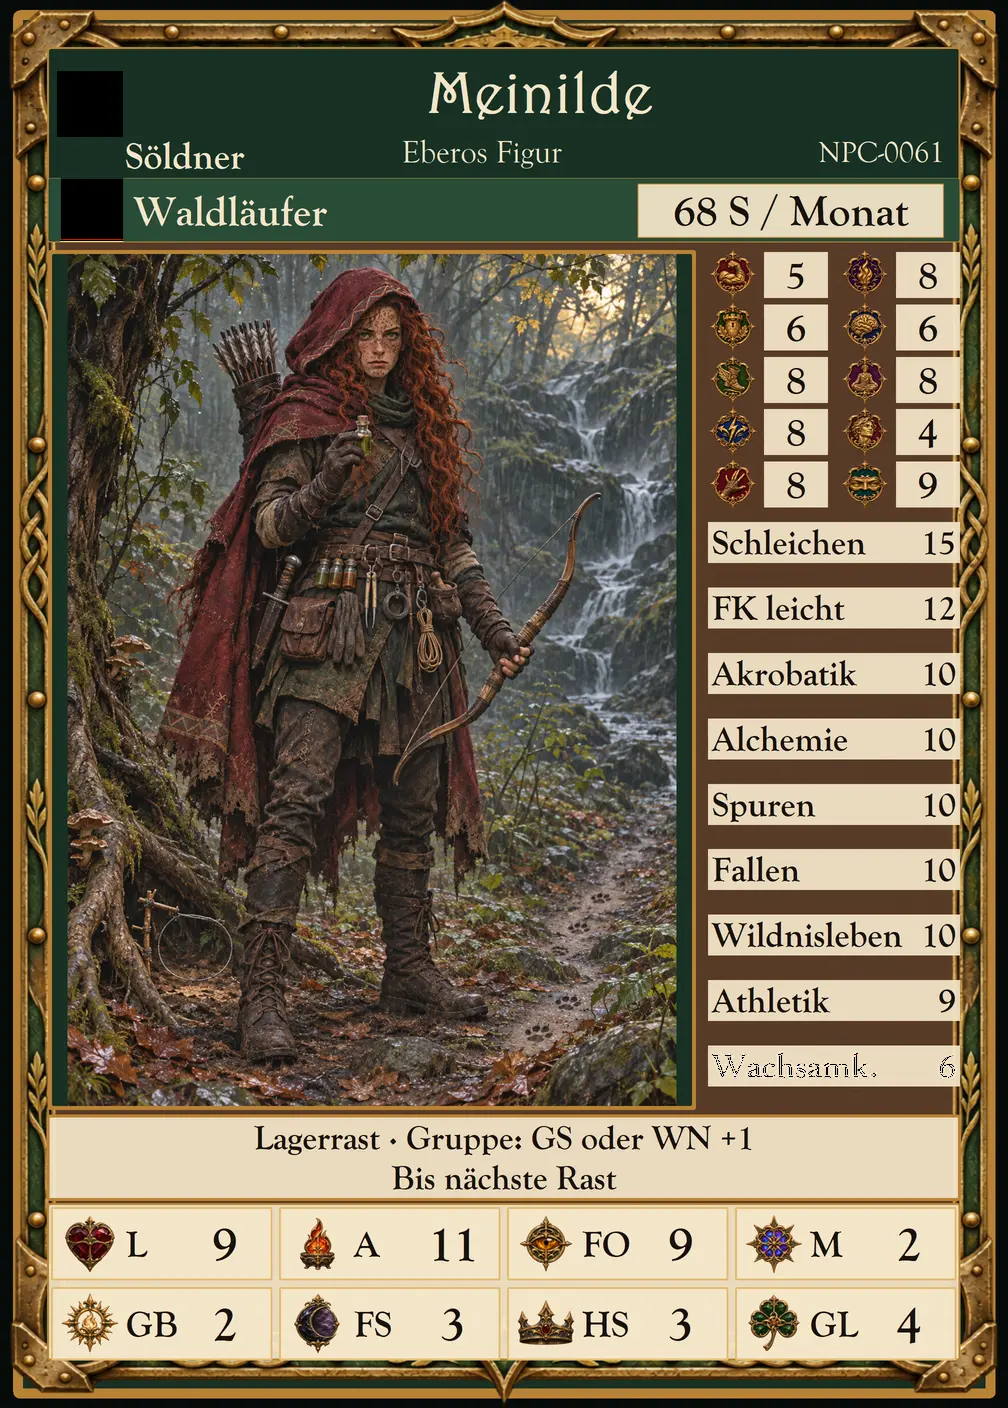 Meinilde
Söldner Eberos Figur NPC-0061
Waldläufer 68 S / Monat
5 8
6 6
8 8
8 4
8 9
Schleichen 15
FK leicht 12
Akrobatik 10
Alchemie 10
Spuren 10
Fallen 10
Wildnisleben 10
Athletik 9
Wachsamk. 6
Lagerrast · Gruppe: GS oder WN +1
Bis nächste Rast
L 9 A 11 FO 9 M 2
GB 2 FS 3 HS 3 GL 4